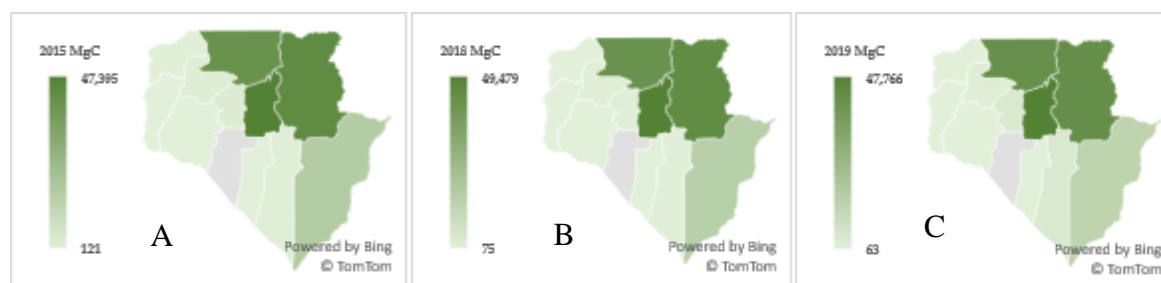 2015 MgC
47,395
121
A
Powered by Bing
© TomTom
2018 MgC
49,479
75
B
Powered by Bing
© TomTom
2019 MgC
47,766
63
C
Powered by Bing
© TomTom